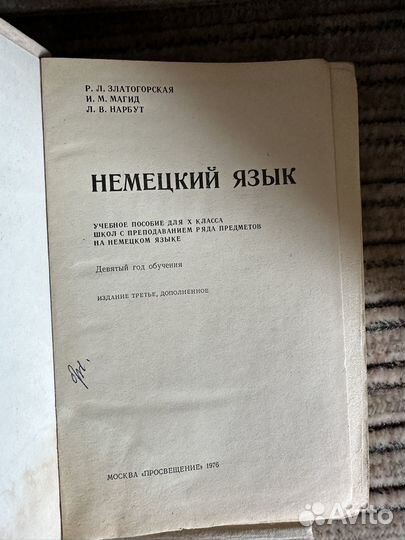 Р. Л. ЗЛАТОГОРСКАЯ
И. М. МАГИД
Л. В. НАРБУТ
НЕМЕЦКИЙ ЯЗЫК
УЧЕБНОЕ ПОСОБИЕ ДЛЯ X КЛАССА
ШКОЛ С ПРЕПОДАВАНИЕМ РЯДА ПРЕДМЕТОВ
НА НЕМЕЦКОМ ЯЗЫКЕ
Девятый год обучения
ИЗДАНИЕ ТРЕТЬЕ, ДОПОЛНЕННОЕ
МОСКВА «ПРОСВЕЩЕНИЕ» 1976
Avito